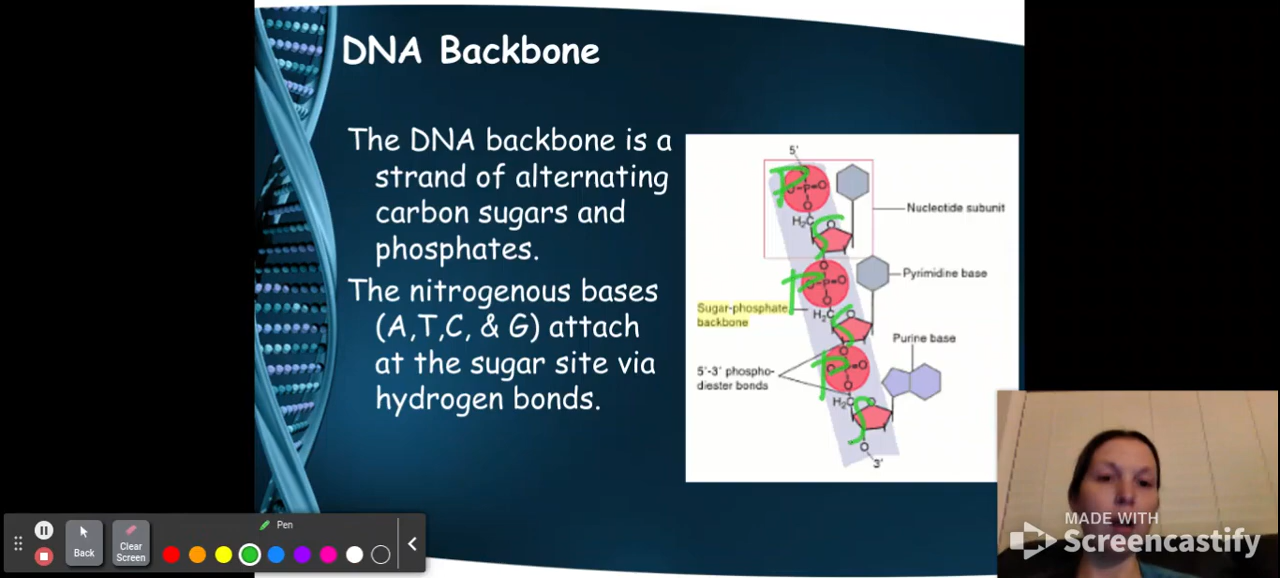 DNA Backbone
The DNA backbone is a
strand of alternating
carbon sugars and
phosphates.
The nitrogenous bases
(A,T,C, & G) attach
at the sugar site via
hydrogen bonds.
5'
P
O-P=O
O
H₂C
O
S
Nucleotide subunit
O
P
P=O
O
Pyrimidine base
Sugar-phosphate
backbone
H₂C
O
S
Purine base
O
P
P=O
O
5'-3' phospho-
diester bonds
H₂C
O
S
O
3'
Pen
Back
Clear
Screen
MADE WITH
Screencastify